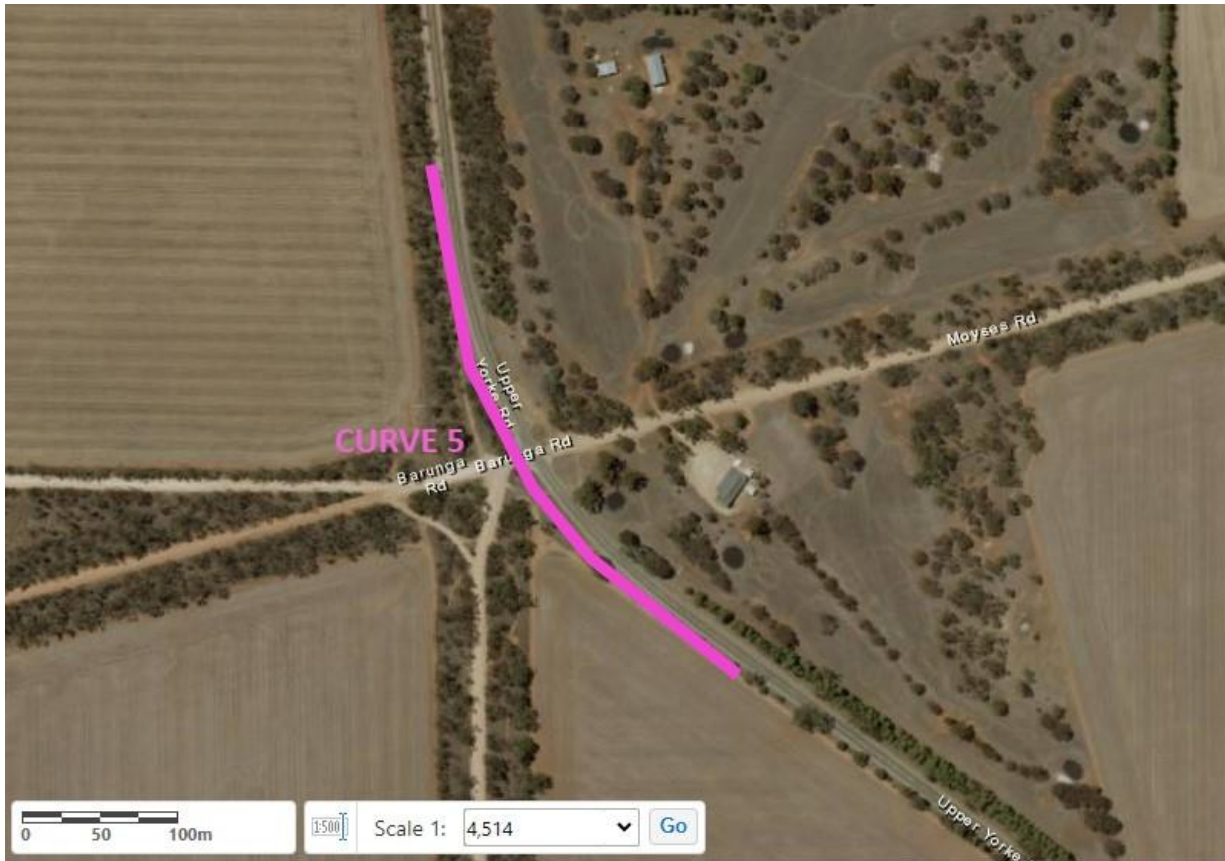 Moyses Rd
Upper
Yorke Rd
CURVE 5
Barunga Rd
Barunga
Rd
Upper Yorke
0 50 100m
1:500 Scale 1: 4,514 Go